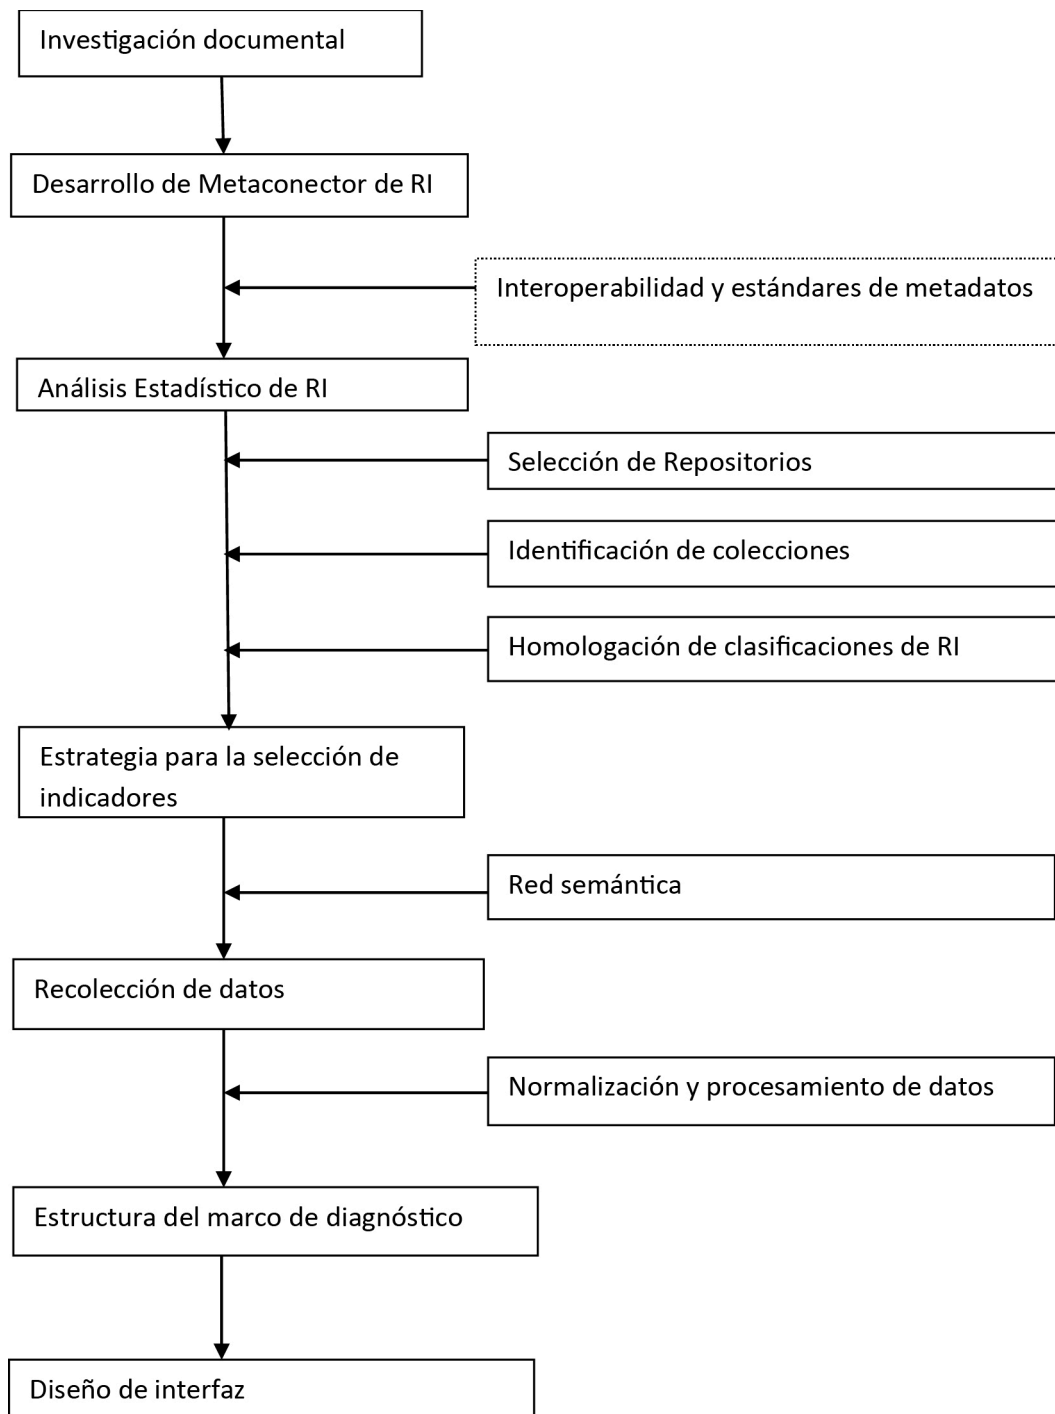 Investigación documental
Desarrollo de Metaconector de RI
Interoperabilidad y estándares de metadatos
Análisis Estadístico de RI
Selección de Repositorios
Identificación de colecciones
Homologación de clasificaciones de RI
Estrategia para la selección de
indicadores
Red semántica
Recolección de datos
Normalización y procesamiento de datos
Estructura del marco de diagnóstico
Diseño de interfaz